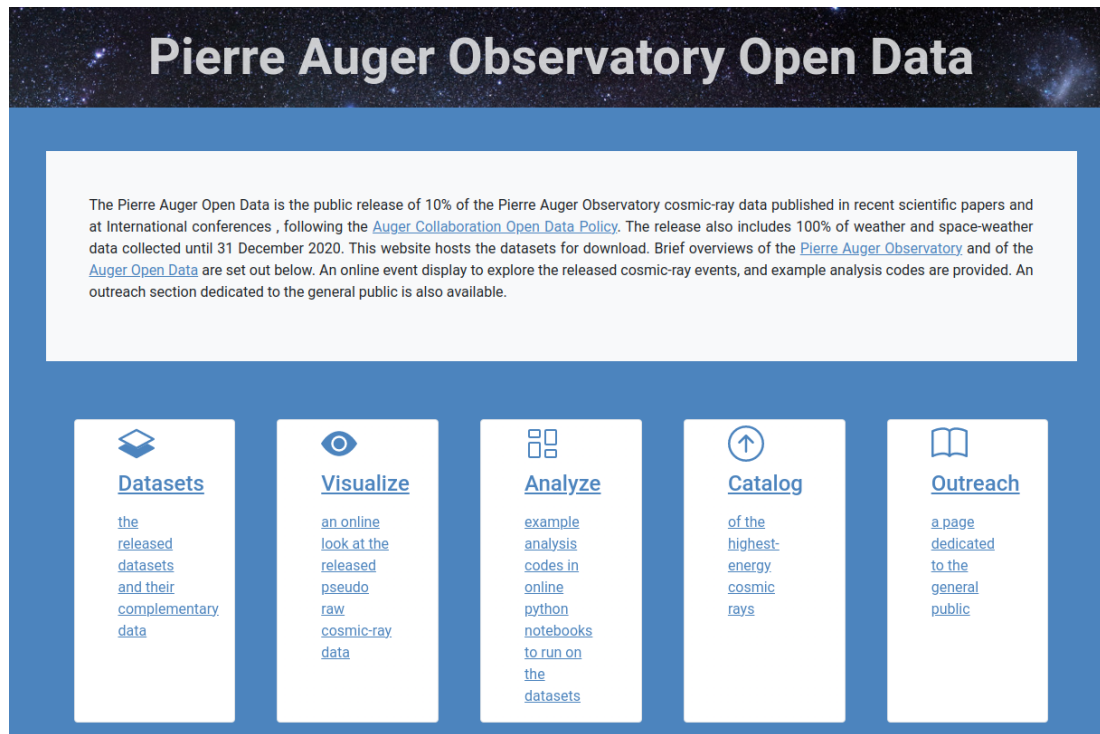 Pierre Auger Observatory Open Data
The Pierre Auger Open Data is the public release of 10% of the Pierre Auger Observatory cosmic-ray data published in recent scientific papers and
at International conferences , following the Auger Collaboration Open Data Policy. The release also includes 100% of weather and space-weather
data collected until 31 December 2020. This website hosts the datasets for download. Brief overviews of the Pierre Auger Observatory and of the
Auger Open Data are set out below. An online event display to explore the released cosmic-ray events, and example analysis codes are provided. An
outreach section dedicated to the general public is also available.
Datasets
the
released
datasets
and their
complementary
data
Visualize
an online
look at the
released
pseudo
raw
cosmic-ray
data
Analyze
example
analysis
codes in
online
python
notebooks
to run on
the
datasets
Catalog
of the
highest-
energy
cosmic
rays
Outreach
a page
dedicated
to the
general
public